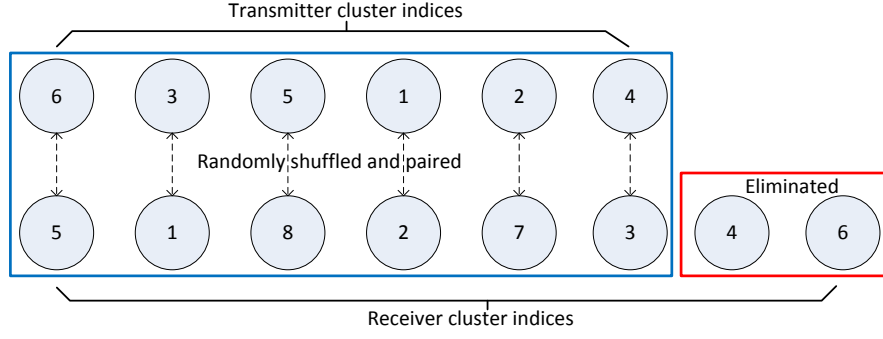 Transmitter cluster indices
6 3 5 1 2 4
Randomly shuffled and paired
Eliminated
5 1 8 2 7 3 4 6
Receiver cluster indices